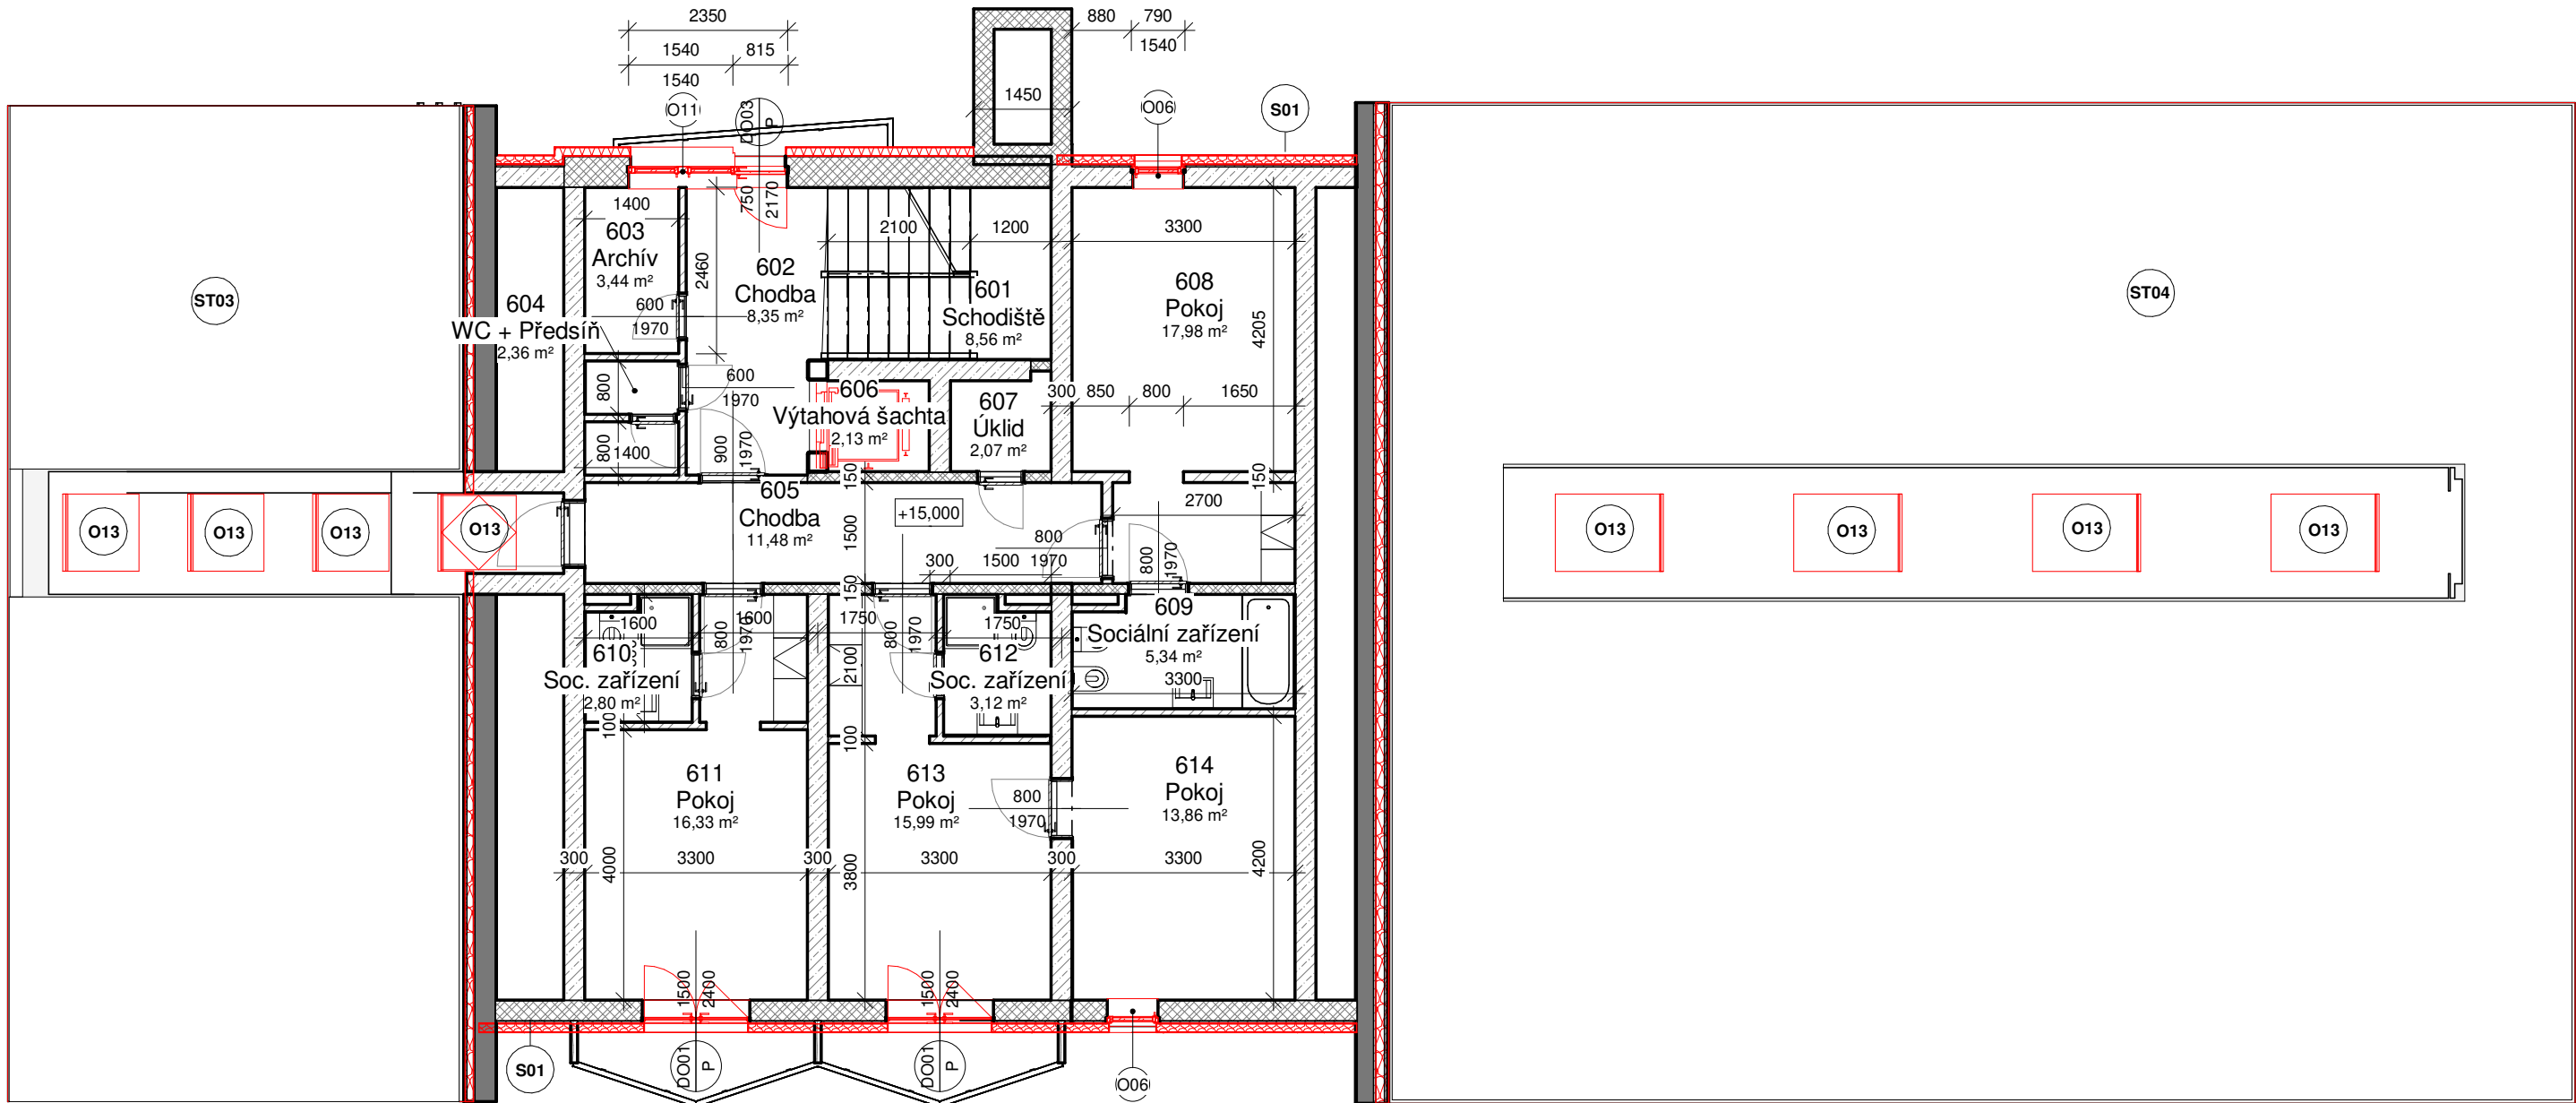 2350
880
790
1540
815
1540
1540
1450
O11
DO03
P
O06
S01
750
2170
1400
603
Archív
3,44 m²
2460
602
Chodba
8,35 m²
2100
1200
3300
601
Schodiště
8,56 m²
608
Pokoj
17,98 m²
4205
ST03
ST04
604
WC + Předsíň
2,36 m²
600
1970
800
600
1970
606
Výtahová šachta
2,13 m²
607
Úklid
2,07 m²
300
850
800
1650
800
1400
900
1970
150
150
605
Chodba
11,48 m²
+15,000
1500
2700
O13
O13
O13
O13
O13
O13
O13
O13
800
1970
300
1500
800
1970
150
1600
1600
800
1970
1750
800
1970
1750
609
Sociální zařízení
5,34 m²
3300
610
Soc. zařízení
2,80 m²
2100
612
Soc. zařízení
3,12 m²
100
100
611
Pokoj
16,33 m²
613
Pokoj
15,99 m²
800
1970
614
Pokoj
13,86 m²
300
4000
3300
300
3800
3300
300
3300
4200
1500
2400
1500
2400
S01
DO01
P
DO01
P
O06